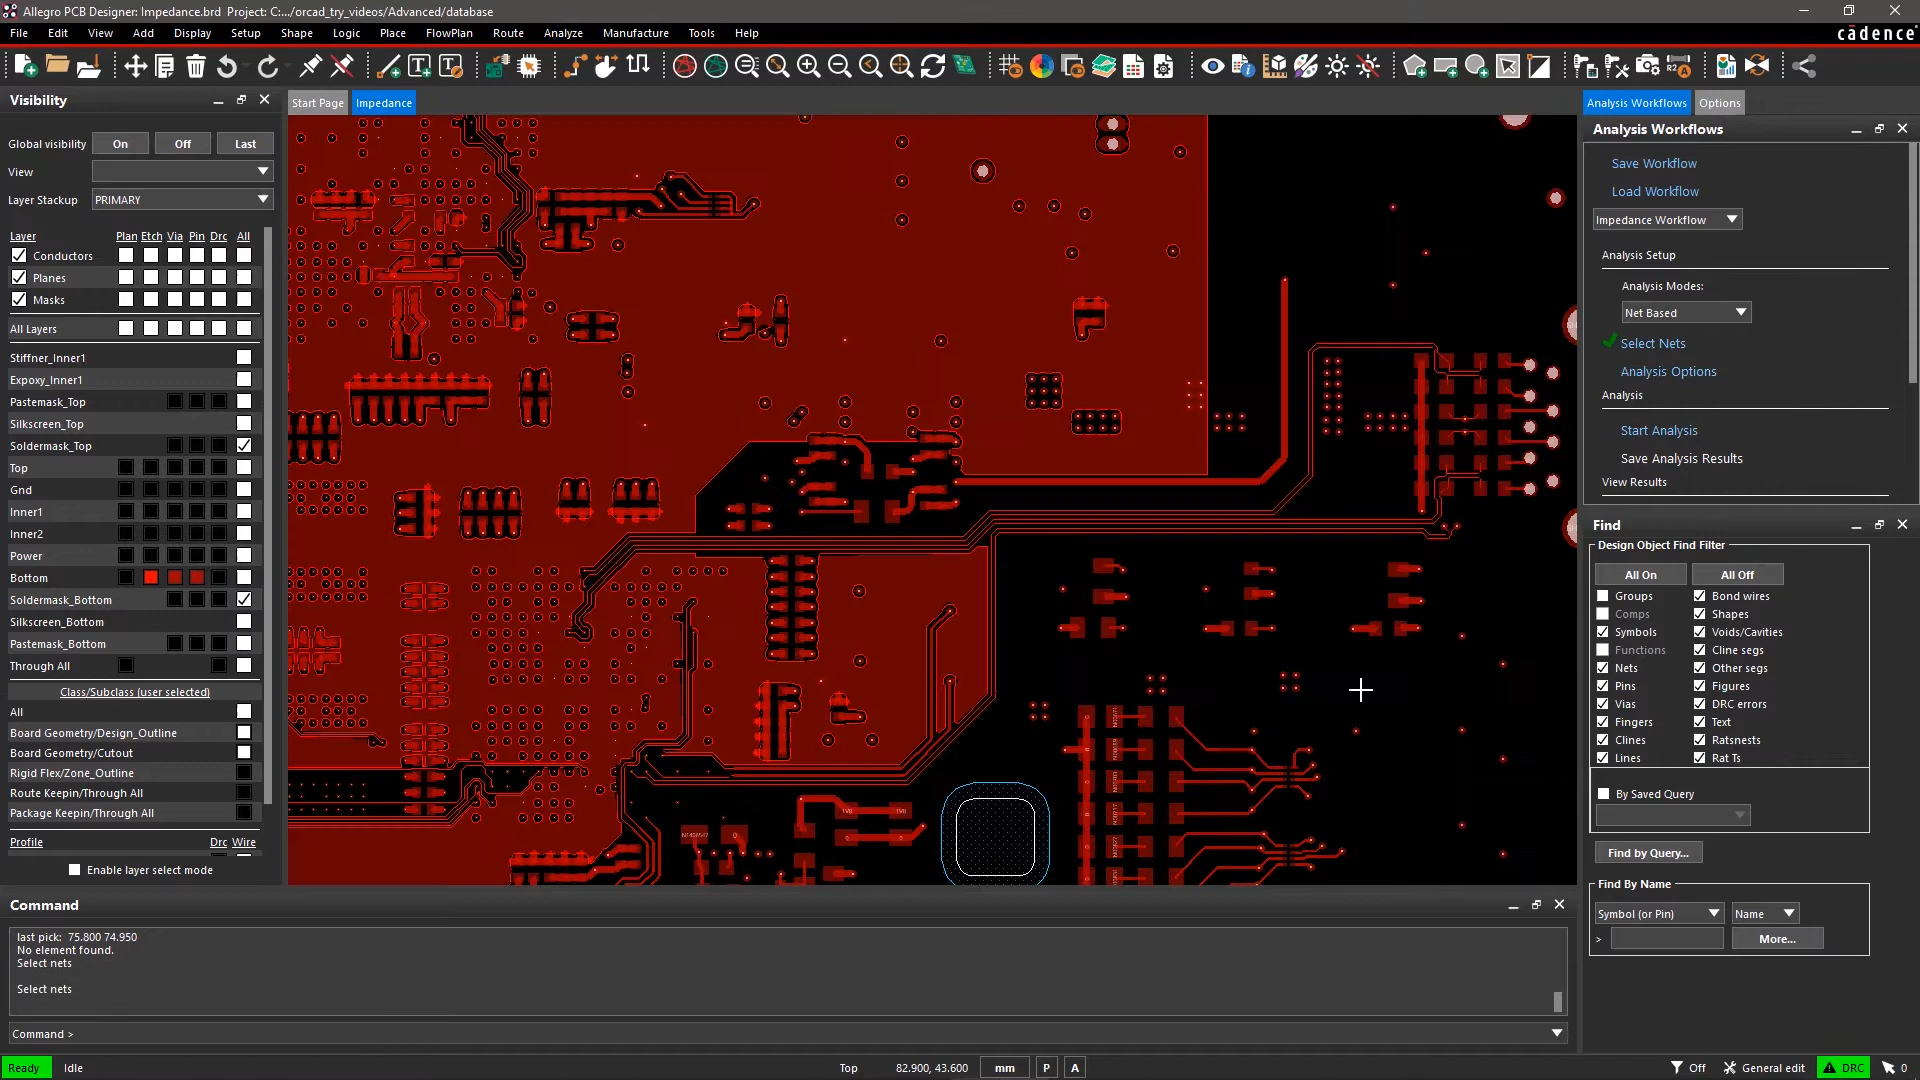 Allegro PCB Designer: Impedance.brd  Project: C:/.../orcad_try_videos/Advanced/database
File Edit View Add Display Setup Shape Logic Place FlowPlan Route Analyze Manufacture Tools Help
cādence®
Visibility
Global visibility On Off Last
View
Layer Stackup PRIMARY
Layer Plan Etch Via Pin Drc All
Conductors
Planes
Masks
All Layers
Stiffner_Inner1
Expoxy_Inner1
Pastemask_Top
Silkscreen_Top
Soldermask_Top
Top
Gnd
Inner1
Inner2
Power
Bottom
Soldermask_Bottom
Silkscreen_Bottom
Pastemask_Bottom
Through All
Class/Subclass (user selected)
All
Board Geometry/Design_Outline
Board Geometry/Cutout
Rigid Flex/Zone_Outline
Route Keepin/Through All
Package Keepin/Through All
Profile Drc Wire
Enable layer select mode
Start Page Impedance
Analysis Workflows Options
Analysis Workflows
Save Workflow
Load Workflow
Impedance Workflow
Analysis Setup
Analysis Modes:
Net Based
Select Nets
Analysis Options
Analysis
Start Analysis
Save Analysis Results
View Results
Find
Design Object Find Filter
All On All Off
Groups Bond wires
Comps Shapes
Symbols Voids/Cavities
Functions Cline segs
Nets Other segs
Pins Figures
Vias DRC errors
Fingers Text
Clines Ratsnests
Lines Rat Ts
By Saved Query
Find by Query...
Find By Name
Symbol (or Pin) Name
> More...
Command
last pick:  75.800 74.950
No element found.
Select nets
Select nets
Command >
Ready Idle Top 82.900, 43.600 mm P A Off General edit DRC 0